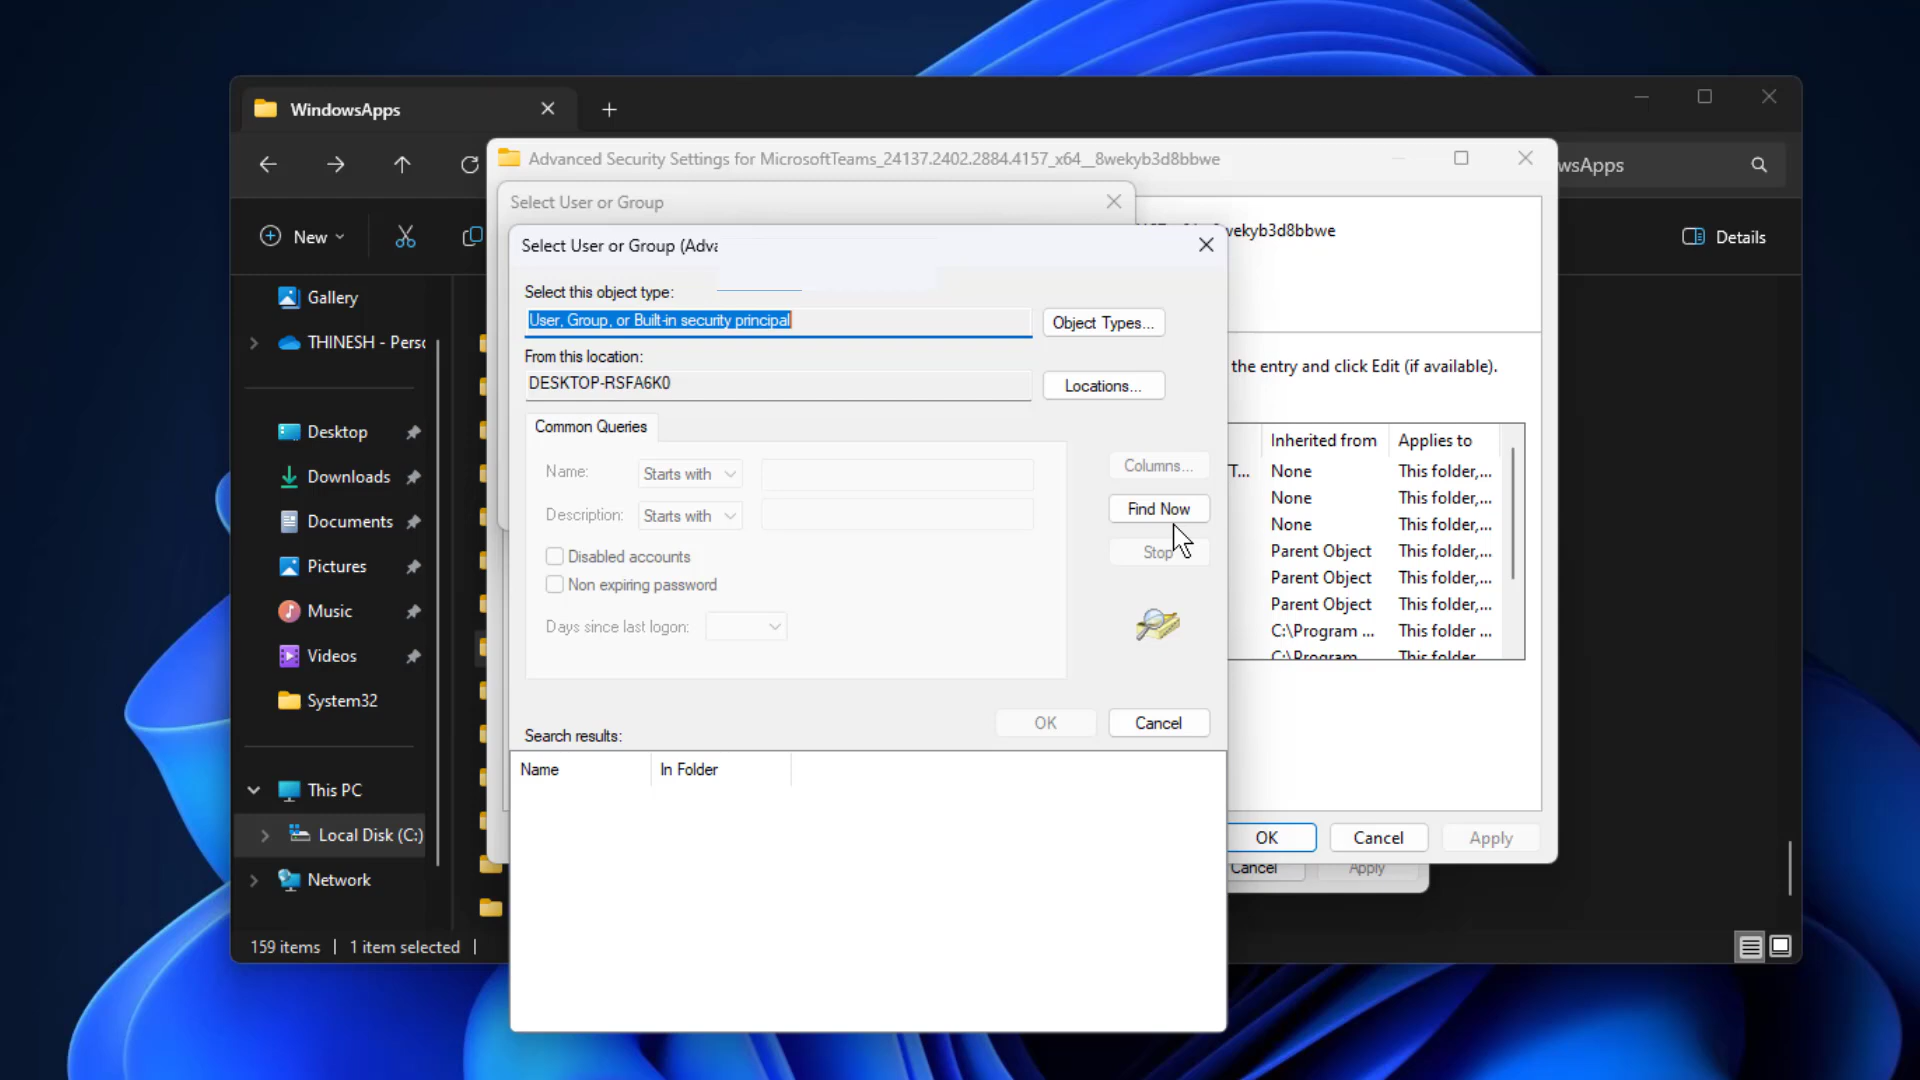 WindowsApps
Advanced Security Settings for MicrosoftTeams_24137.2402.2884.4157_x64__8wekyb3d8bbwe
wsApps
Select User or Group
New
wekyb3d8bbwe
Details
Select User or Group (Adva
Select this object type:
User, Group, or Built-in security principal
Object Types...
From this location:
DESKTOP-RSFA6K0
Locations...
the entry and click Edit (if available).
Common Queries
Name:
Starts with
Description:
Starts with
Disabled accounts
Non expiring password
Days since last logon:
Columns...
Find Now
Stop
OK
Cancel
Search results:
Name
In Folder
Inherited from
Applies to
T...
None
This folder,...
None
This folder,...
None
This folder,...
Parent Object
This folder,...
Parent Object
This folder,...
Parent Object
This folder,...
C:\Program ...
This folder,...
C:\Program
This folder
OK
Cancel
Apply
Cancel
Apply
Gallery
THINESH - Perso
Desktop
Downloads
Documents
Pictures
Music
Videos
System32
This PC
Local Disk (C:)
Network
159 items
1 item selected